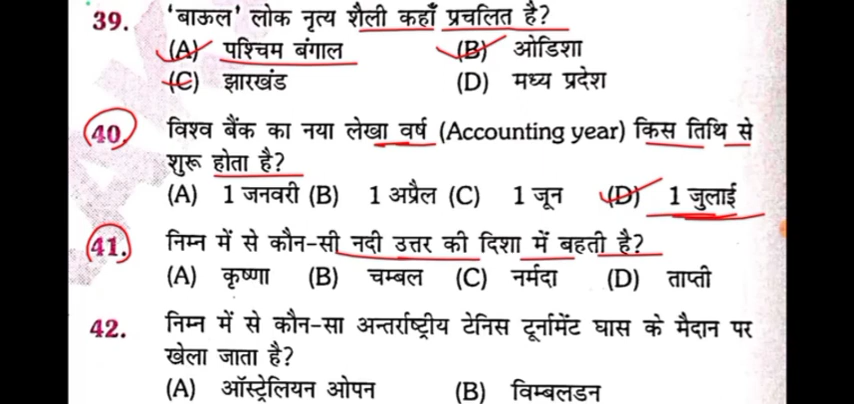 39. 'बाऊल' लोक नृत्य शैली कहाँ प्रचलित है?
(A) पश्चिम बंगाल (B) ओडिशा
(C) झारखंड (D) मध्य प्रदेश
40. विश्व बैंक का नया लेखा वर्ष (Accounting year) किस तिथि से
शुरू होता है?
(A) 1 जनवरी (B) 1 अप्रैल (C) 1 जून (D) 1 जुलाई
41. निम्न में से कौन-सी नदी उत्तर की दिशा में बहती है?
(A) कृष्णा (B) चम्बल (C) नर्मदा (D) ताप्ती
42. निम्न में से कौन-सा अन्तर्राष्ट्रीय टेनिस टूर्नामेंट घास के मैदान पर
खेला जाता है?
(A) ऑस्ट्रेलियन ओपन (B) विम्बलडन